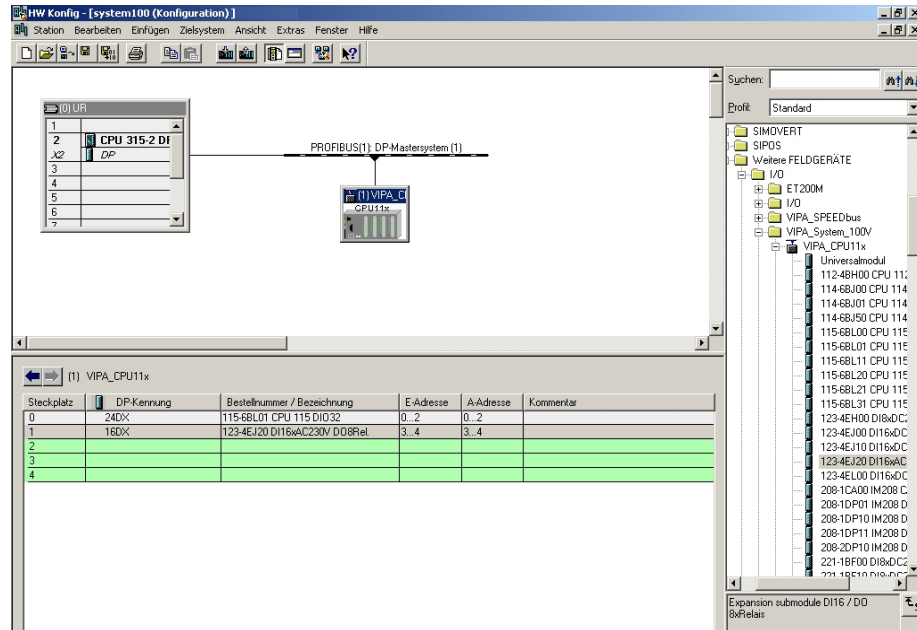 HW Konfig - [system100 (Konfiguration) ]
Station Bearbeiten Einfügen Zielsystem Ansicht Extras Fenster Hilfe
(0) UR
1
2 CPU 315-2 DP
X2 DP
3
4
5
6
7
PROFIBUS(1): DP-Mastersystem (1)
(1) VIPA_C
CPU11x
Suchen:
Profil: Standard
SIMOVERT
SIPOS
Weitere FELDGERÄTE
I/O
ET200M
I/O
VIPA_SPEEDbus
VIPA_System_100V
VIPA_CPU11x
Universalmodul
112-4BH00 CPU 112
114-6BJ00 CPU 114
114-6BJ01 CPU 114
114-6BJ50 CPU 114
115-6BL00 CPU 115
115-6BL01 CPU 115
115-6BL11 CPU 115
115-6BL20 CPU 115
115-6BL21 CPU 115
115-6BL31 CPU 115
123-4EH00 DI8xDC2
123-4EJ00 DI16xDC
123-4EJ10 DI16xDC
123-4EJ20 DI16xAC
123-4EL00 DI16xDC
208-1CA00 IM208 C
208-1DP01 IM208 D
208-1DP10 IM208 D
208-1DP11 IM208 D
208-2DP10 IM208 D
221-1BF00 DI8xDC2
221-1BF10 DI8xDC2
Expansion submodule DI16 / DO
8xRelais
(1) VIPA_CPU11x
Steckplatz DP-Kennung Bestellnummer / Bezeichnung E-Adresse A-Adresse Kommentar
0 24DX 115-6BL01 CPU 115 DIO32 0...2 0...2
1 16DX 123-4EJ20 DI16xAC230V DO8Rel. 3...4 3...4
2
3
4